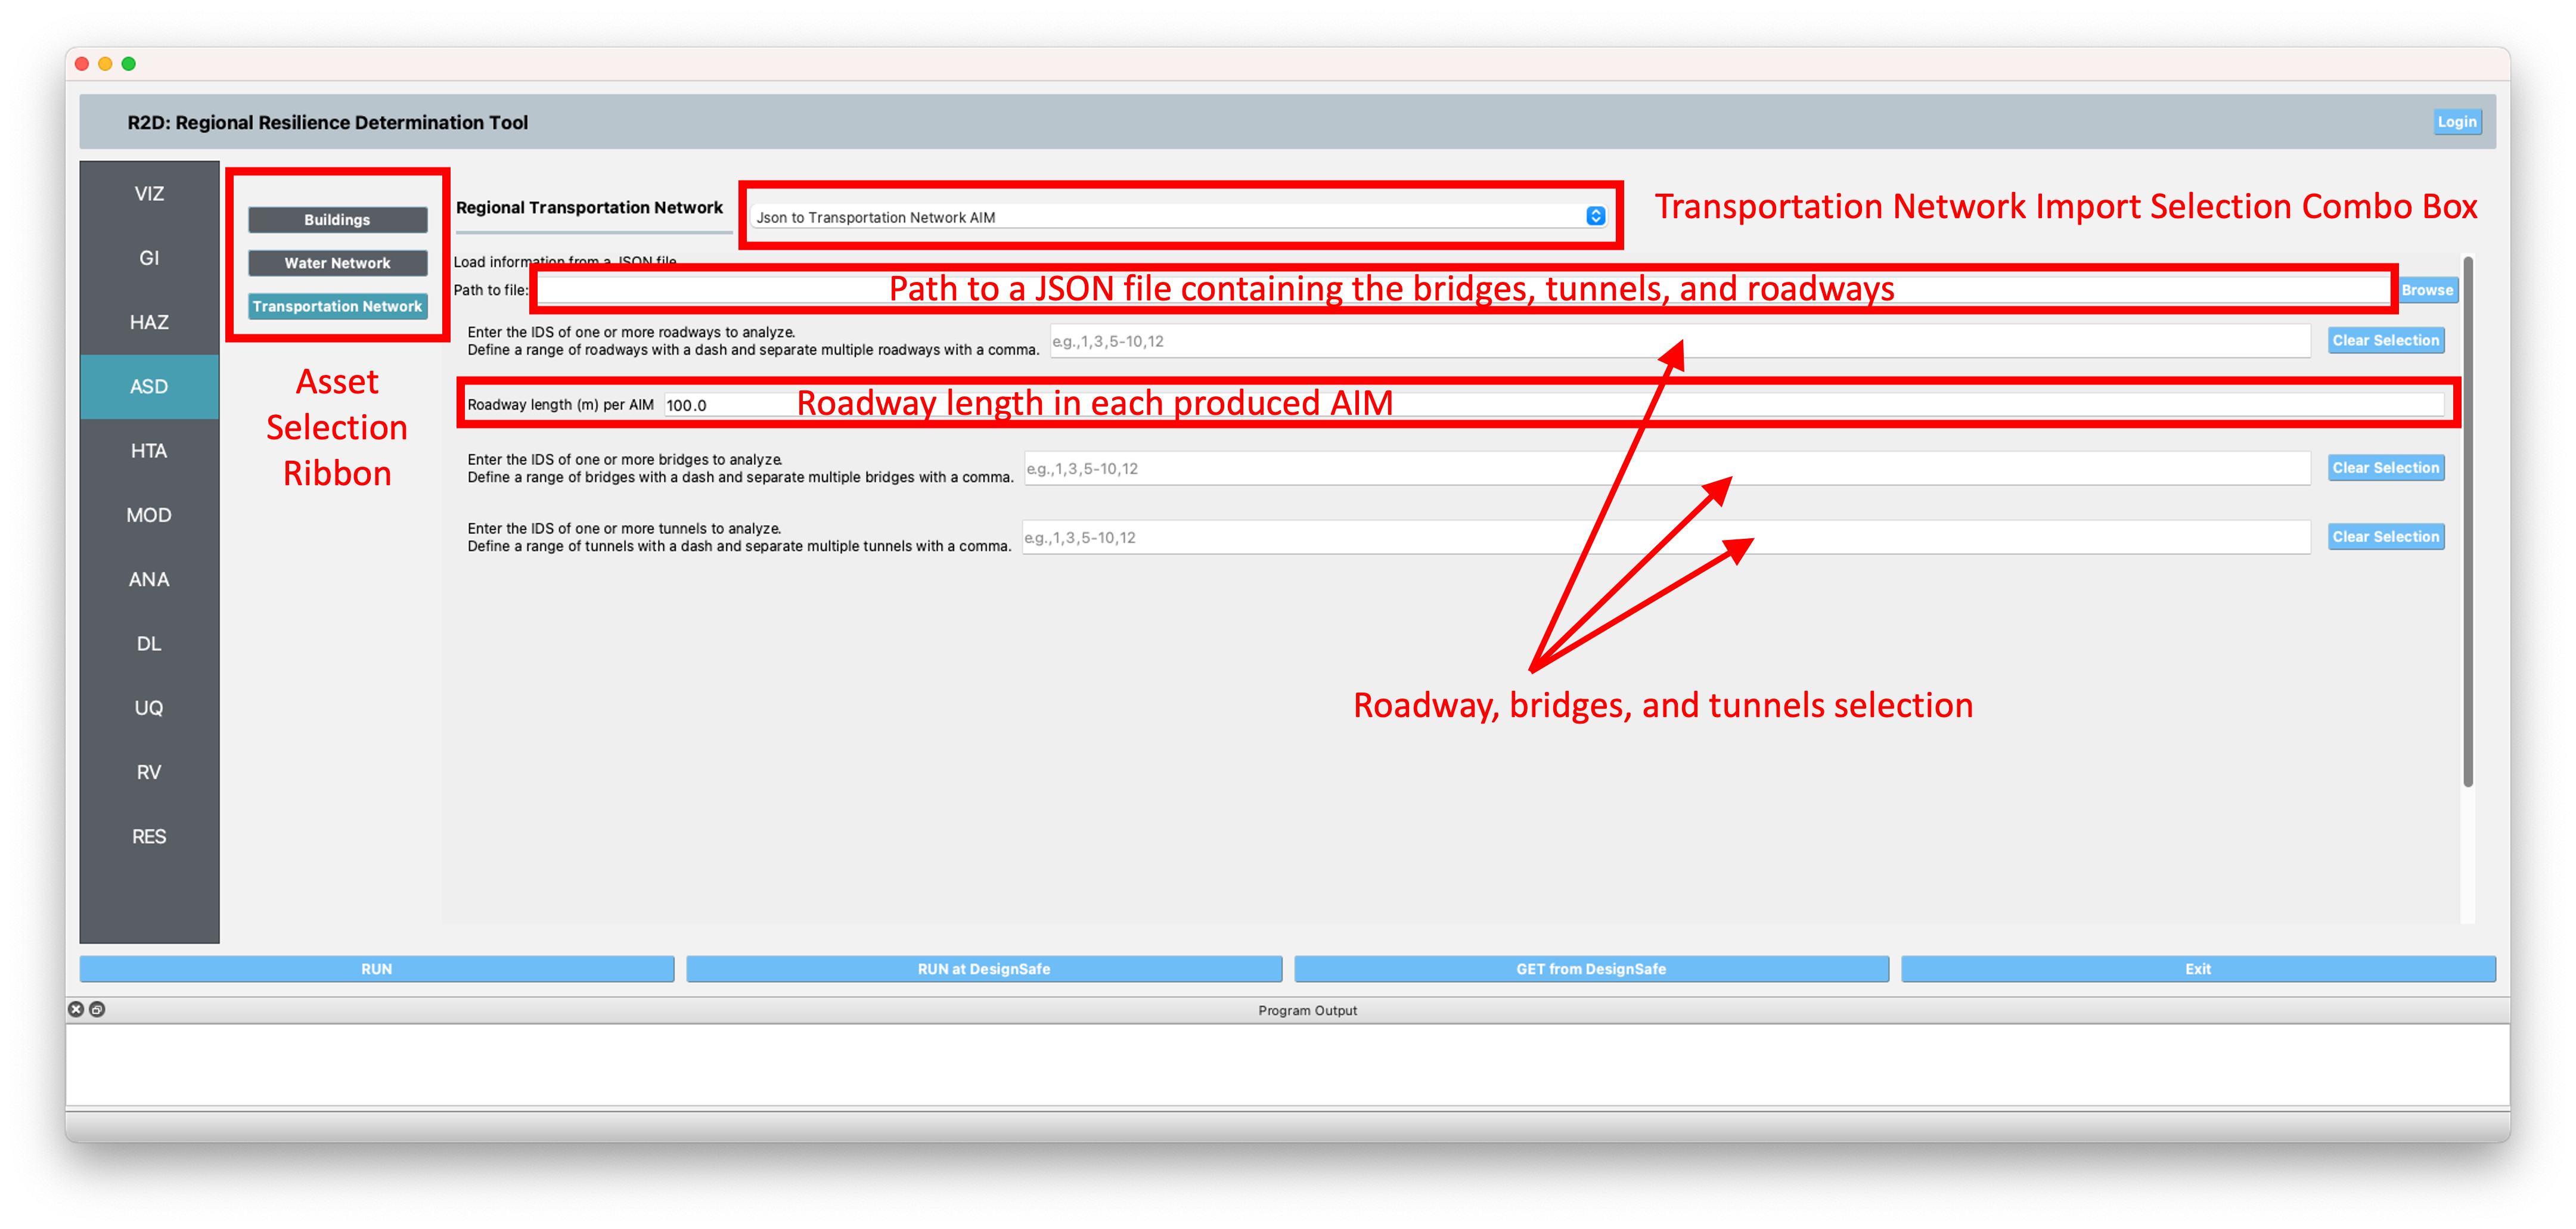 R2D: Regional Resilience Determination Tool
Login
VIZ
GI
HAZ
ASD
HTA
MOD
ANA
DL
UQ
RV
RES
Buildings
Water Network
Transportation Network
Asset
Selection
Ribbon
Regional Transportation Network
Json to Transportation Network AIM
Transportation Network Import Selection Combo Box
Load information from a JSON file
Path to file:
Path to a JSON file containing the bridges, tunnels, and roadways
Browse
Enter the IDS of one or more roadways to analyze.
Define a range of roadways with a dash and separate multiple roadways with a comma.
e.g.,1,3,5-10,12
Clear Selection
Roadway length (m) per AIM
100.0
Roadway length in each produced AIM
Enter the IDS of one or more bridges to analyze.
Define a range of bridges with a dash and separate multiple bridges with a comma.
e.g.,1,3,5-10,12
Clear Selection
Enter the IDS of one or more tunnels to analyze.
Define a range of tunnels with a dash and separate multiple tunnels with a comma.
e.g.,1,3,5-10,12
Clear Selection
Roadway, bridges, and tunnels selection
RUN
RUN at DesignSafe
GET from DesignSafe
Exit
Program Output